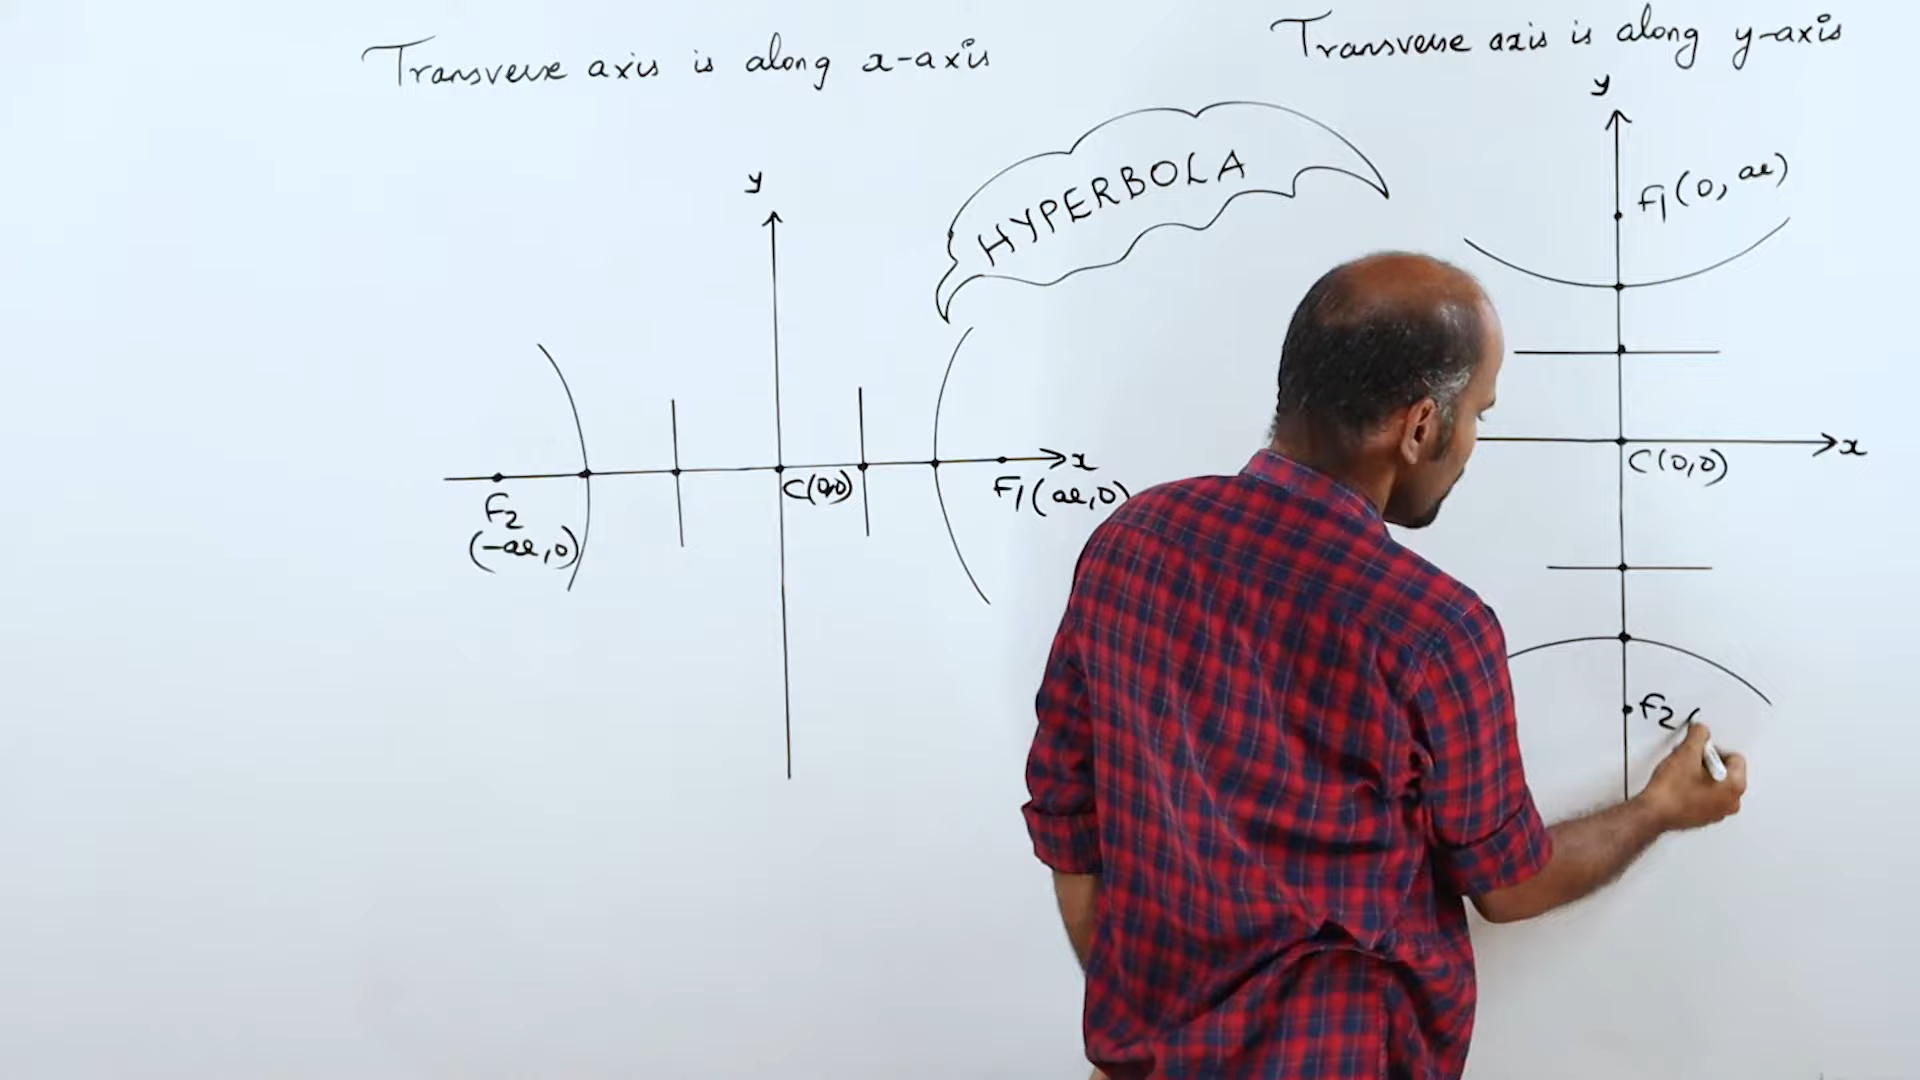 Transverse axis is along x-axis
y
x
C(0,0)
F1(ae,0)
F2
(-ae,0)
HYPERBOLA
Transverse axis is along y-axis
y
F1(0, ae)
x
C(0,0)
F2(